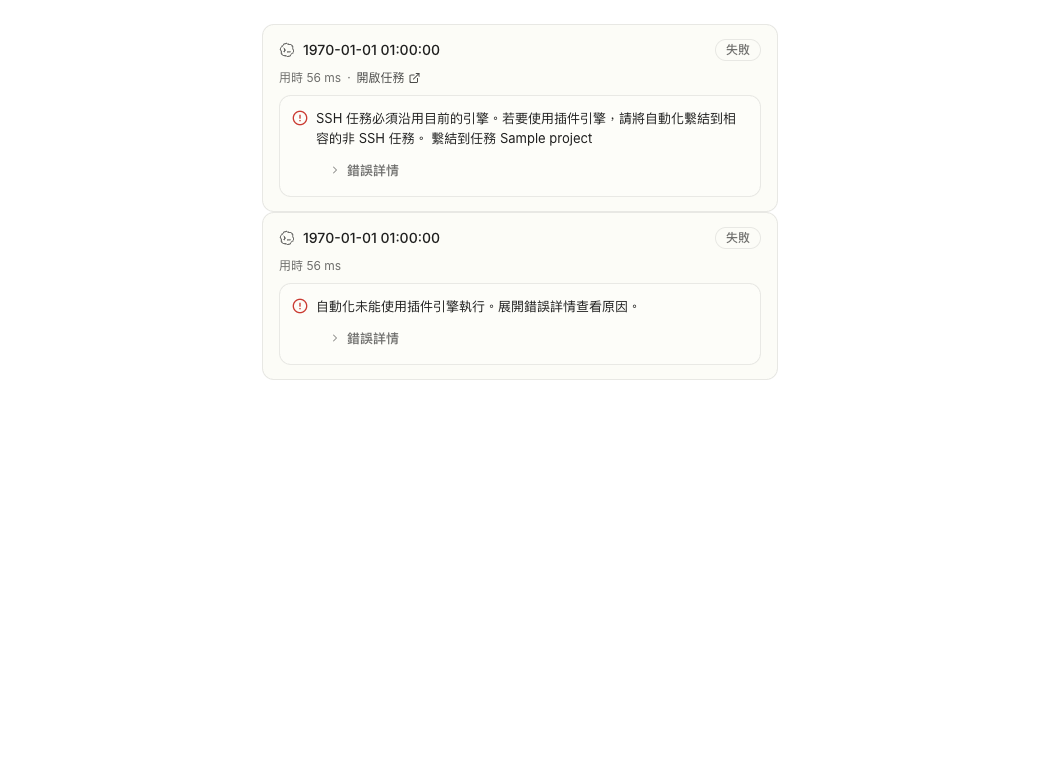 1970-01-01 01:00:00
失敗
用時 56 ms · 開啟任務
SSH 任務必須沿用目前的引擎。若要使用插件引擎，請將自動化繫結到相
容的非 SSH 任務。 繫結到任務 Sample project
錯誤詳情
1970-01-01 01:00:00
失敗
用時 56 ms
自動化未能使用插件引擎執行。展開錯誤詳情查看原因。
錯誤詳情